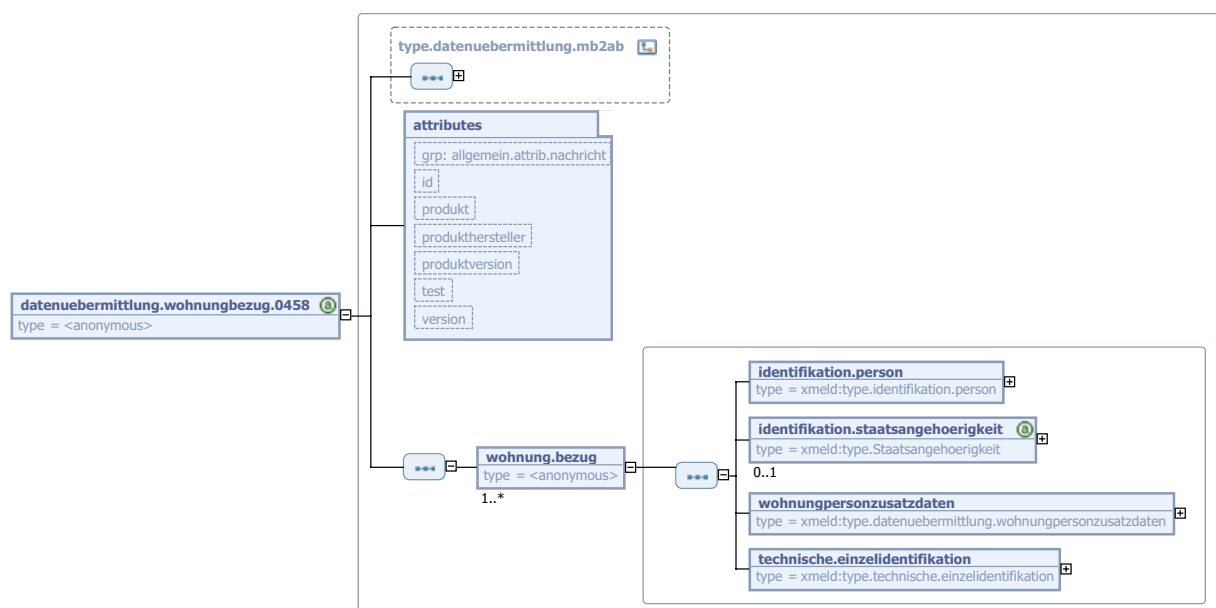 type.datenuebermittlung.mb2ab
attributes
grp: allgemein.attrib.nachricht
id
produkt
produkthersteller
produktversion
test
version
datenuebermittlung.wohnungbezug.0458 a
type = <anonymous>
wohnung.bezug
type = <anonymous>
1..*
identifikation.person
type = xmeld:type.identifikation.person
identifikation.staatsangehoerigkeit a
type = xmeld:type.Staatsangehoerigkeit
0..1
wohnungpersonzusatzdaten
type = xmeld:type.datenuebermittlung.wohnungpersonzusatzdaten
technische.einzelidentifikation
type = xmeld:type.technische.einzelidentifikation